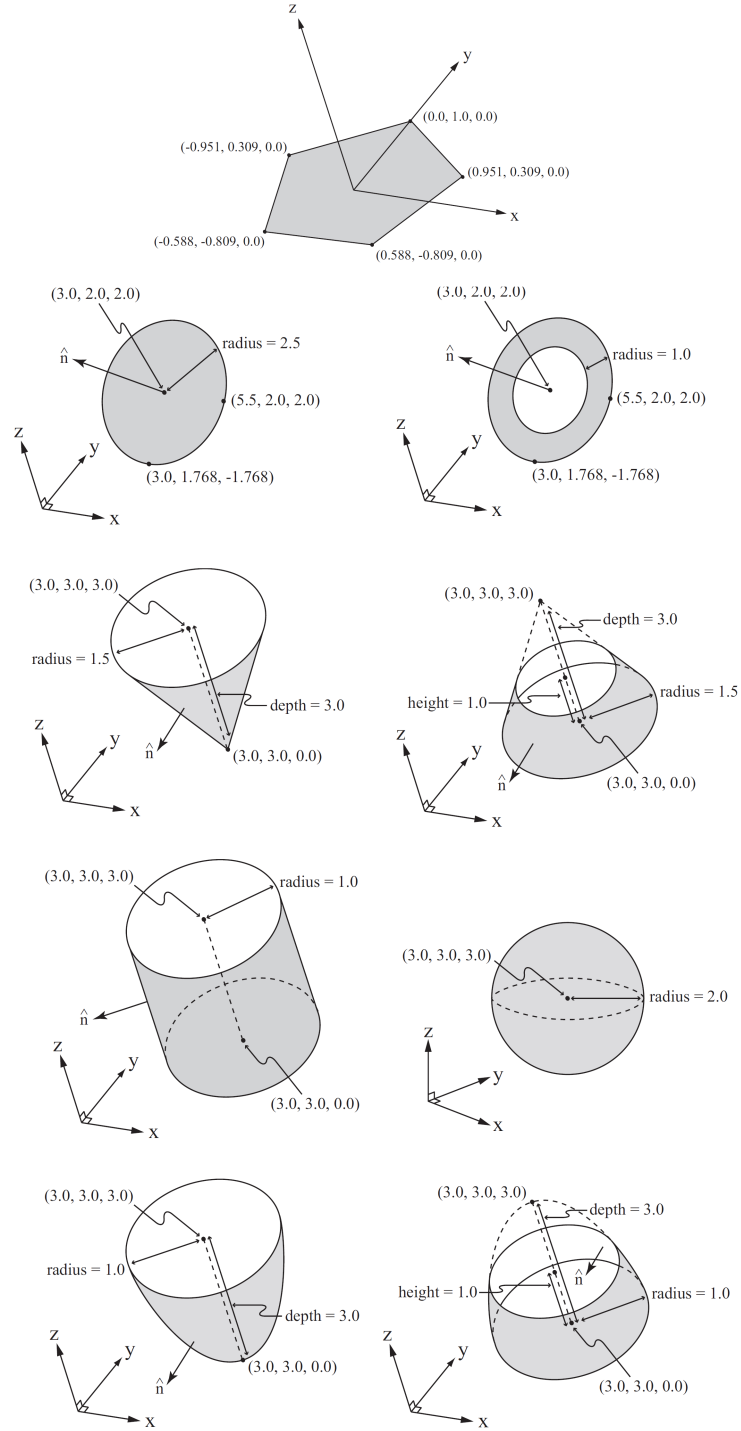 z
y
(0.0, 1.0, 0.0)
(-0.951, 0.309, 0.0)
(0.951, 0.309, 0.0)
x
(-0.588, -0.809, 0.0)
(0.588, -0.809, 0.0)
(3.0, 2.0, 2.0)
radius = 2.5
n̂
(5.5, 2.0, 2.0)
z
y
(3.0, 1.768, -1.768)
x
(3.0, 2.0, 2.0)
radius = 1.0
n̂
(5.5, 2.0, 2.0)
z
y
(3.0, 1.768, -1.768)
x
(3.0, 3.0, 3.0)
radius = 1.5
depth = 3.0
n̂
(3.0, 3.0, 0.0)
z
y
x
(3.0, 3.0, 3.0)
depth = 3.0
radius = 1.5
height = 1.0
n̂
(3.0, 3.0, 0.0)
z
y
x
(3.0, 3.0, 3.0)
radius = 1.0
n̂
z
y
(3.0, 3.0, 0.0)
x
(3.0, 3.0, 3.0)
radius = 2.0
z
y
x
(3.0, 3.0, 3.0)
radius = 1.0
depth = 3.0
(3.0, 3.0, 0.0)
n̂
z
y
x
(3.0, 3.0, 3.0)
depth = 3.0
n̂
height = 1.0
radius = 1.0
z
y
(3.0, 3.0, 0.0)
x